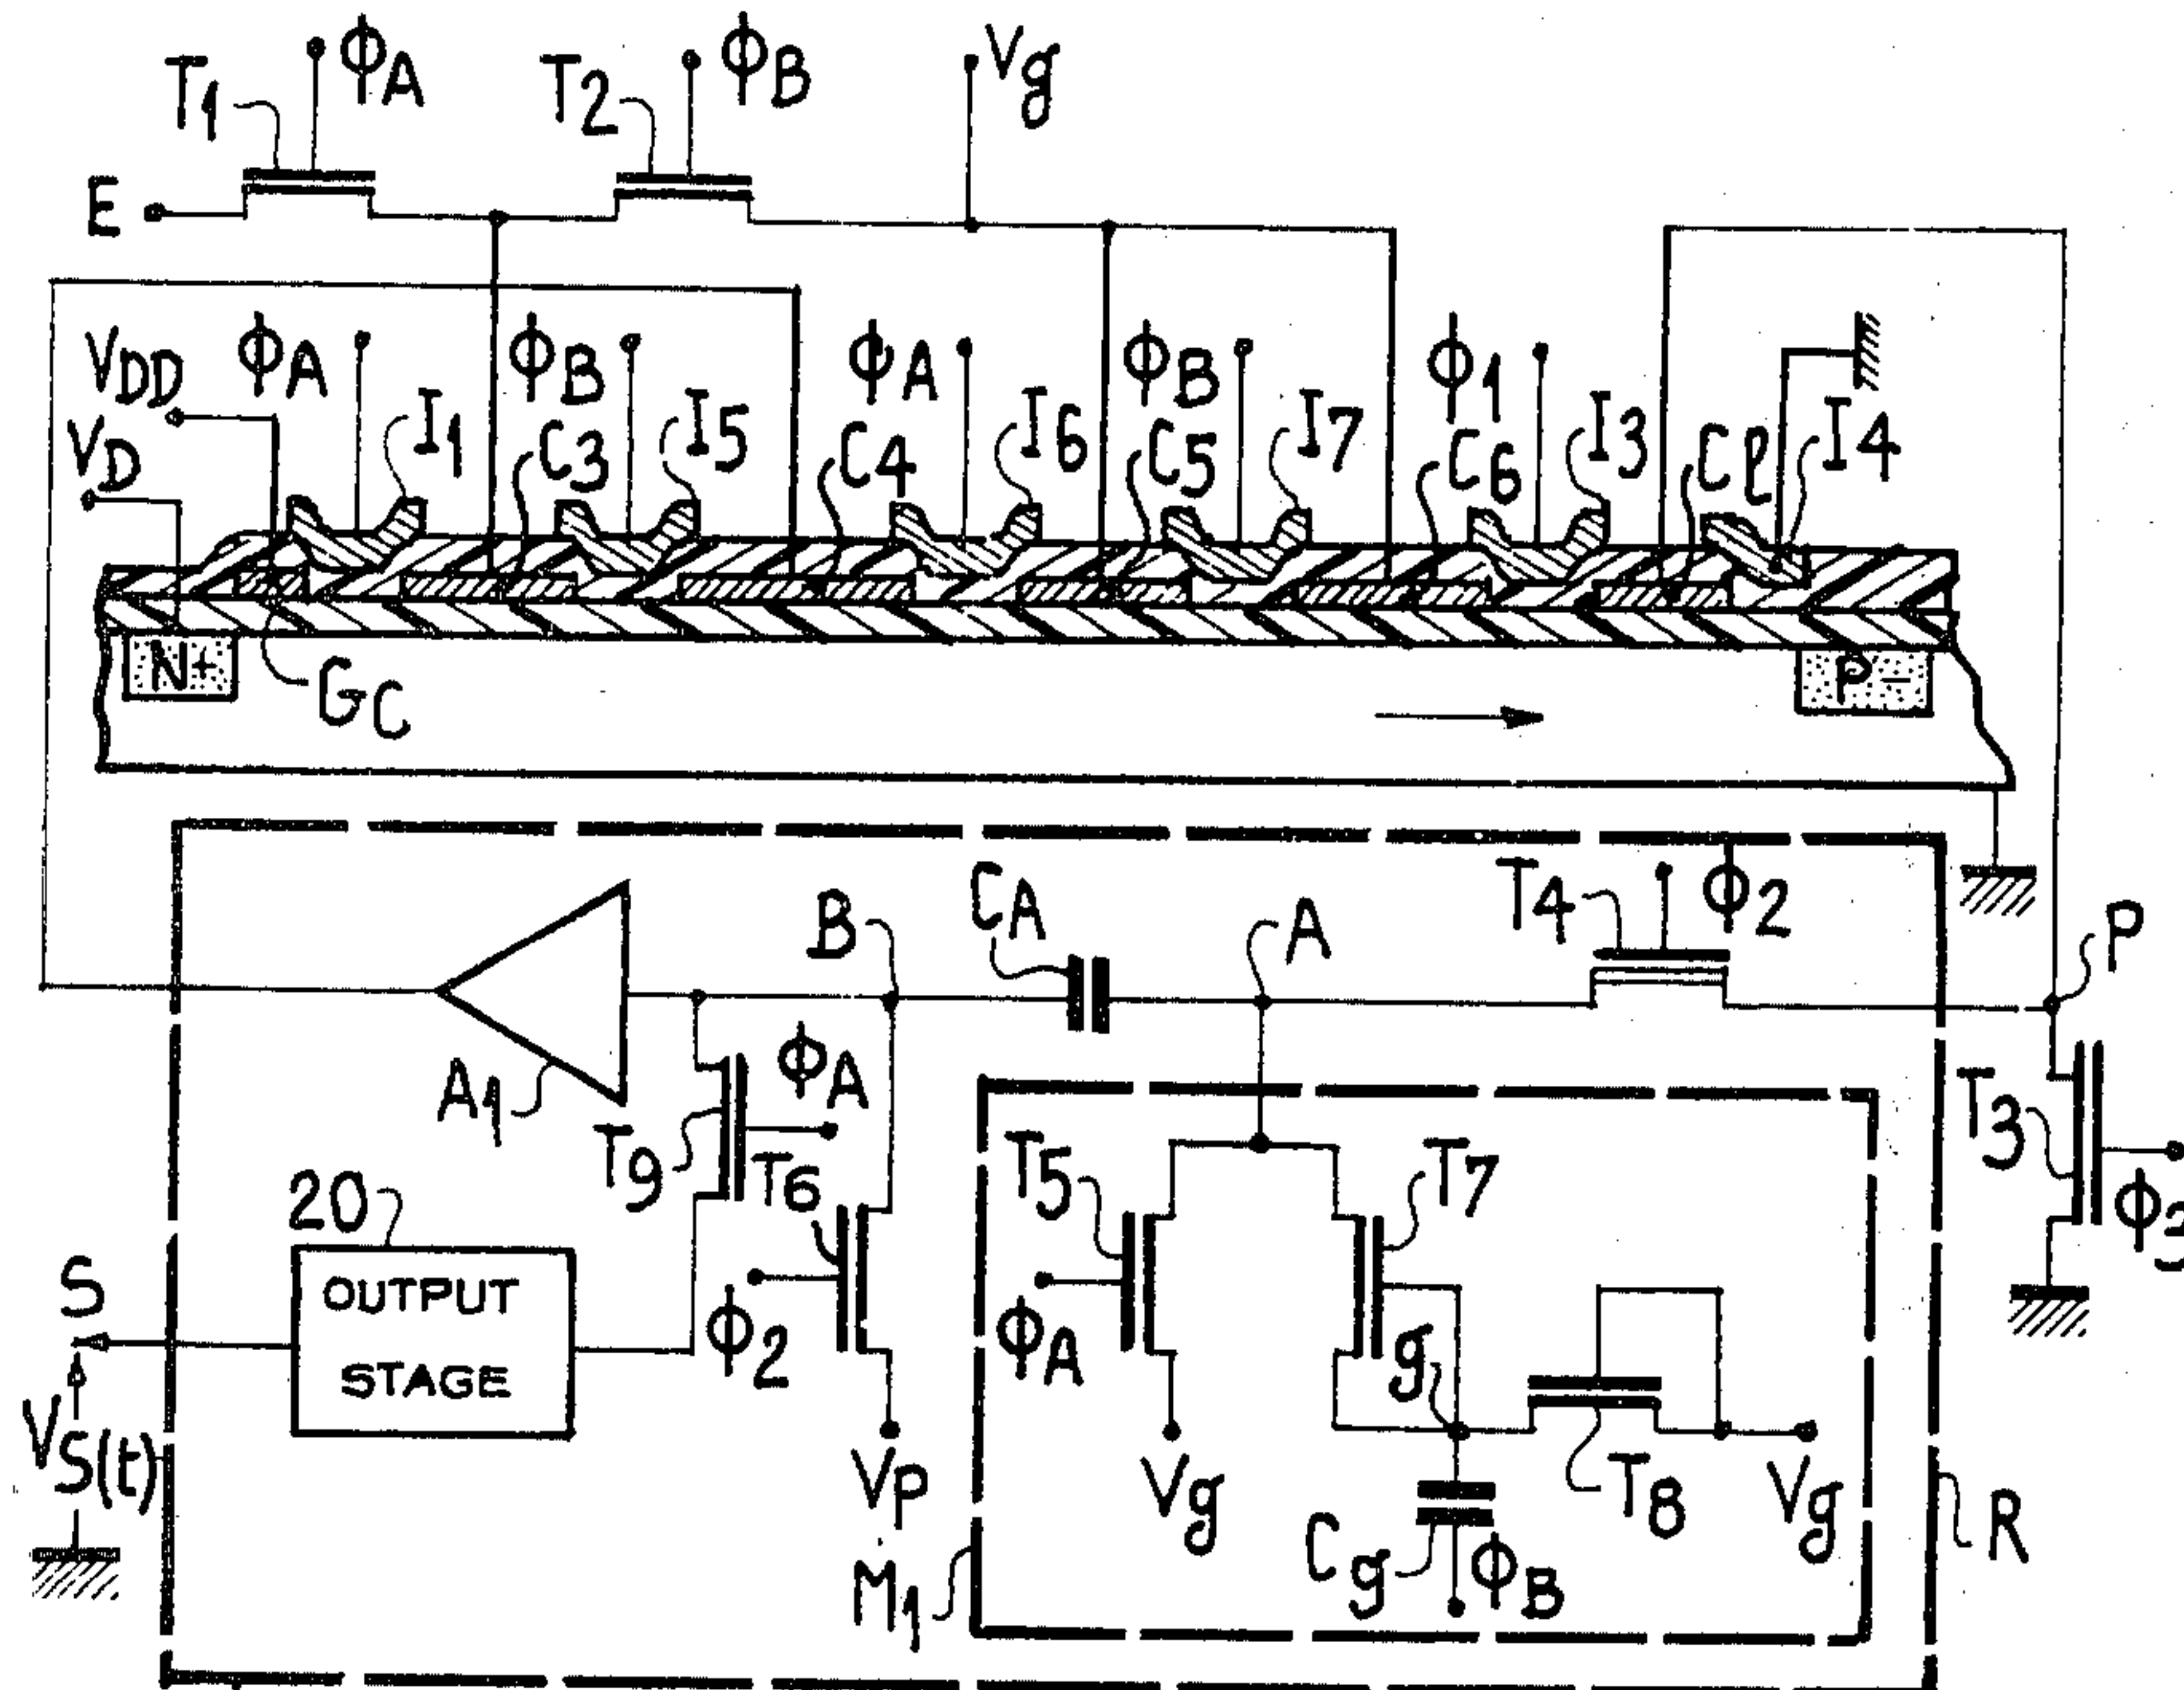 T1 ϕA T2 ϕB Vg
E
VDD ϕA ϕB ϕA ϕB ϕ1
VD I1 C3 I5 C4 I6 C5 I7 C6 I3 Cl I4
N+ GC P-
B CA A T4 ϕ2 P
A1 T9 ϕA T6 T5 T7 T3
20 ϕ2 ϕA g
S OUTPUT
STAGE
VS(t) VP Vg T8 Vg R
M1 Cg ϕB